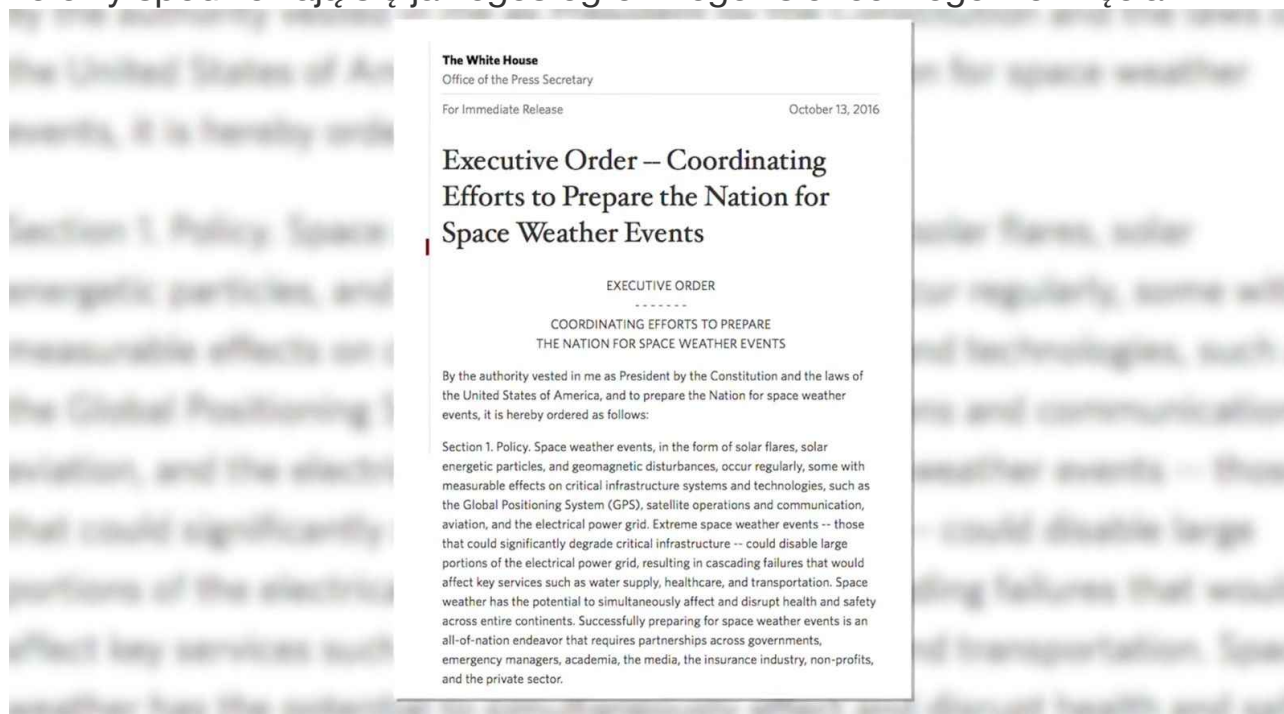 The White House
Office of the Press Secretary
For Immediate Release October 13, 2016
Executive Order -- Coordinating
Efforts to Prepare the Nation for
Space Weather Events
EXECUTIVE ORDER
- - - - - - -
COORDINATING EFFORTS TO PREPARE
THE NATION FOR SPACE WEATHER EVENTS
By the authority vested in me as President by the Constitution and the laws of
the United States of America, and to prepare the Nation for space weather
events, it is hereby ordered as follows:
Section 1. Policy. Space weather events, in the form of solar flares, solar
energetic particles, and geomagnetic disturbances, occur regularly, some with
measurable effects on critical infrastructure systems and technologies, such as
the Global Positioning System (GPS), satellite operations and communication,
aviation, and the electrical power grid. Extreme space weather events -- those
that could significantly degrade critical infrastructure -- could disable large
portions of the electrical power grid, resulting in cascading failures that would
affect key services such as water supply, healthcare, and transportation. Space
weather has the potential to simultaneously affect and disrupt health and safety
across entire continents. Successfully preparing for space weather events is an
all-of-nation endeavor that requires partnerships across governments,
emergency managers, academia, the media, the insurance industry, non-profits,
and the private sector.